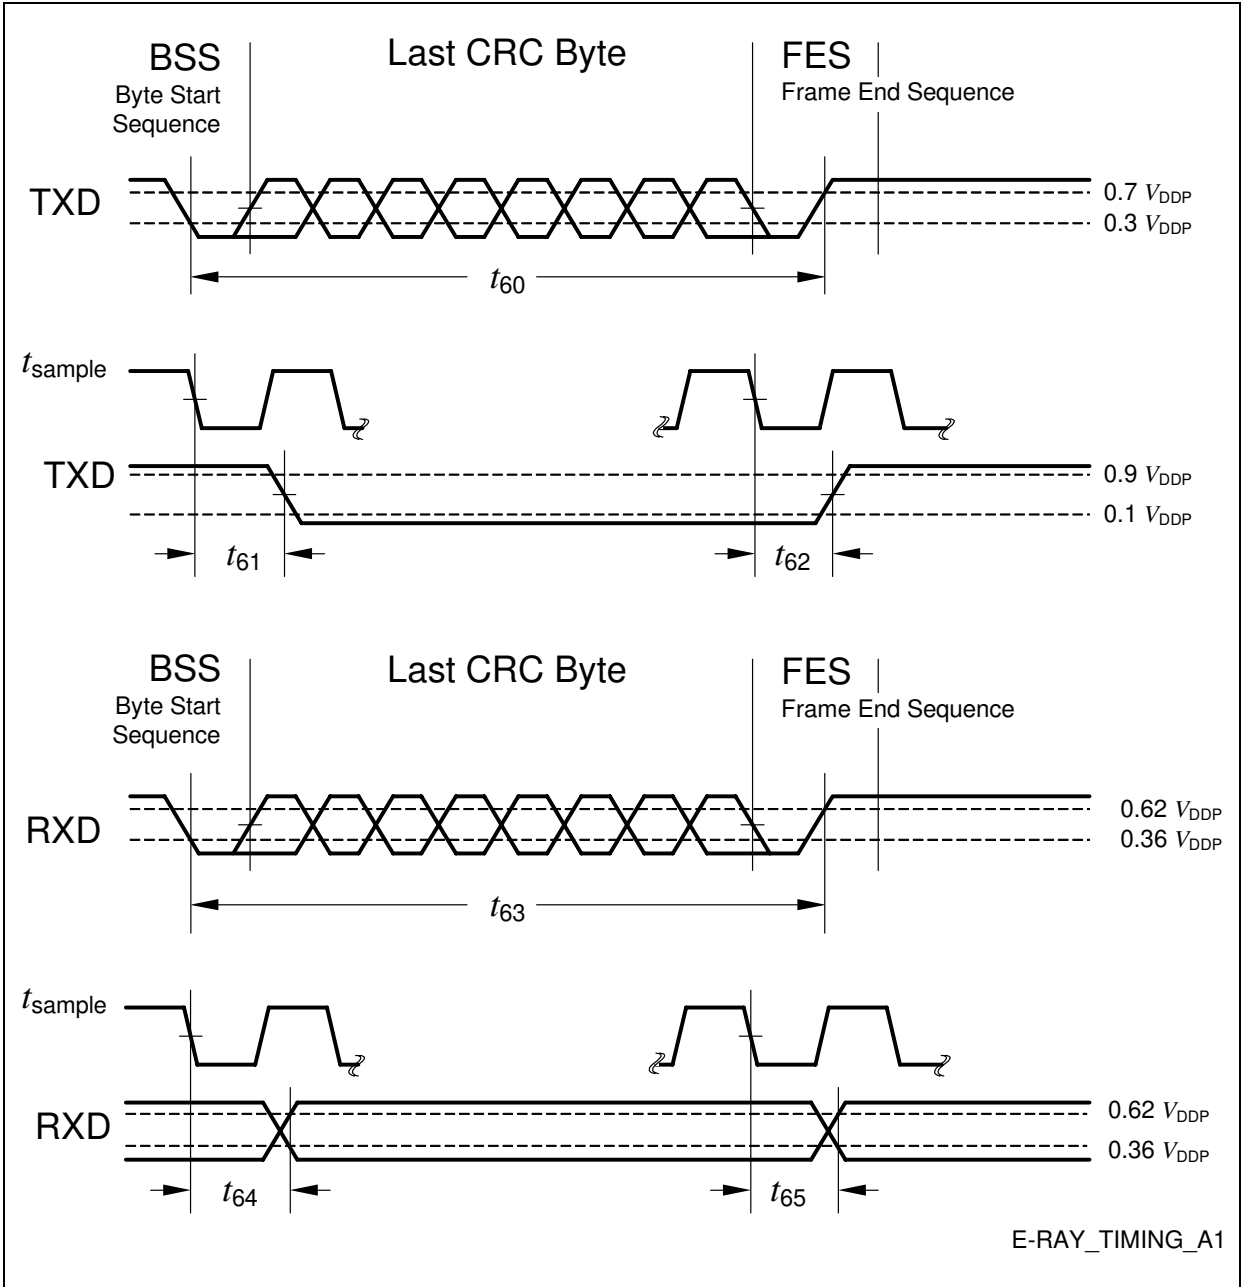 BSS Last CRC Byte FES
Byte Start Sequence Frame End Sequence
TXD
0.7 VDDP
0.3 VDDP
t60
tsample
TXD
0.9 VDDP
0.1 VDDP
t61 t62
BSS Last CRC Byte FES
Byte Start Sequence Frame End Sequence
RXD
0.62 VDDP
0.36 VDDP
t63
tsample
RXD
0.62 VDDP
0.36 VDDP
t64 t65
E-RAY_TIMING_A1